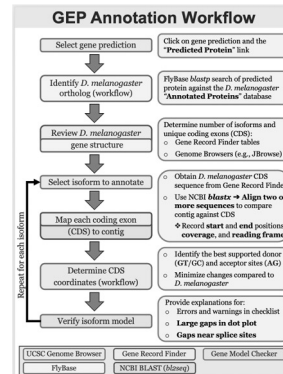 GEP Annotation Workflow
Select gene prediction
Click on gene prediction and the
"Predicted Protein" link
Identify D. melanogaster
ortholog (workflow)
FlyBase blastp search of predicted
protein against the D. melanogaster
"Annotated Proteins" database
Review D. melanogaster
gene structure
Determine number of isoforms and
unique coding exons (CDS):
○ Gene Record Finder tables
○ Genome Browsers (e.g., JBrowse)
Repeat for each isoform
Select isoform to annotate
○ Obtain D. melanogaster CDS
sequence from Gene Record Finder
Map each coding exon
(CDS) to contig
○ Use NCBI blastx ➔ Align two or
more sequences to compare
contig against CDS
❖ Record start and end positions,
coverage, and reading frame
Determine CDS
coordinates (workflow)
○ Identify the best supported donor
(GT/GC) and acceptor sites (AG)
○ Minimize changes compared to
D. melanogaster
Verify isoform model
Provide explanations for:
○ Errors and warnings in checklist
○ Large gaps in dot plot
○ Gaps near splice sites
UCSC Genome Browser
Gene Record Finder
Gene Model Checker
FlyBase
NCBI BLAST (bl2seq)